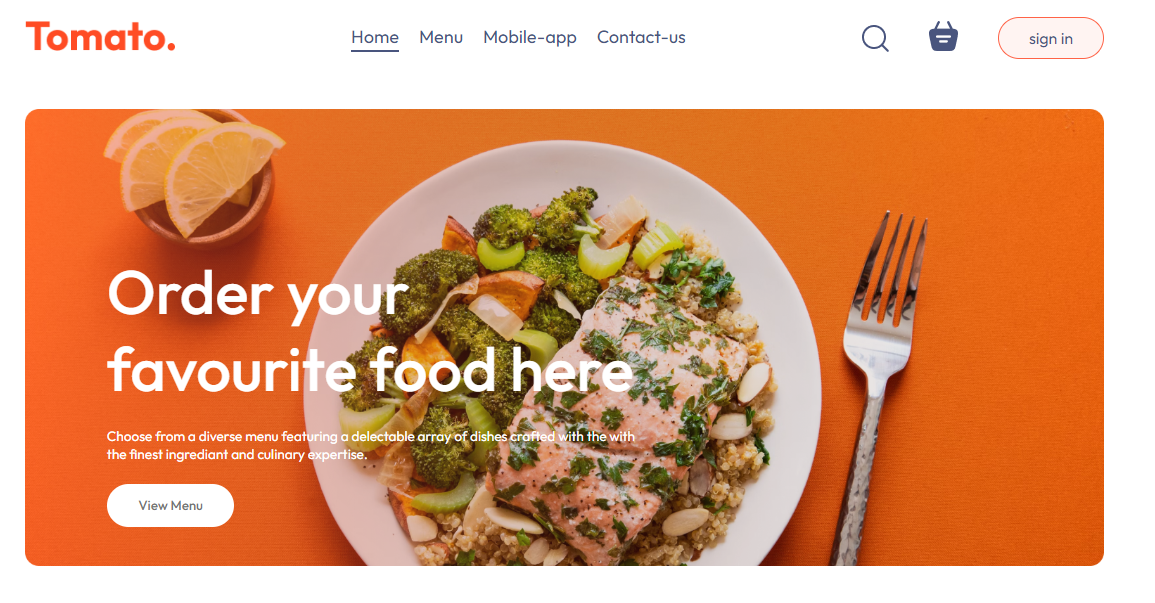 Tomato.
Home Menu Mobile-app Contact-us
sign in
Order your
favourite food here
Choose from a diverse menu featuring a delectable array of dishes crafted with the with
the finest ingrediant and culinary expertise.
View Menu